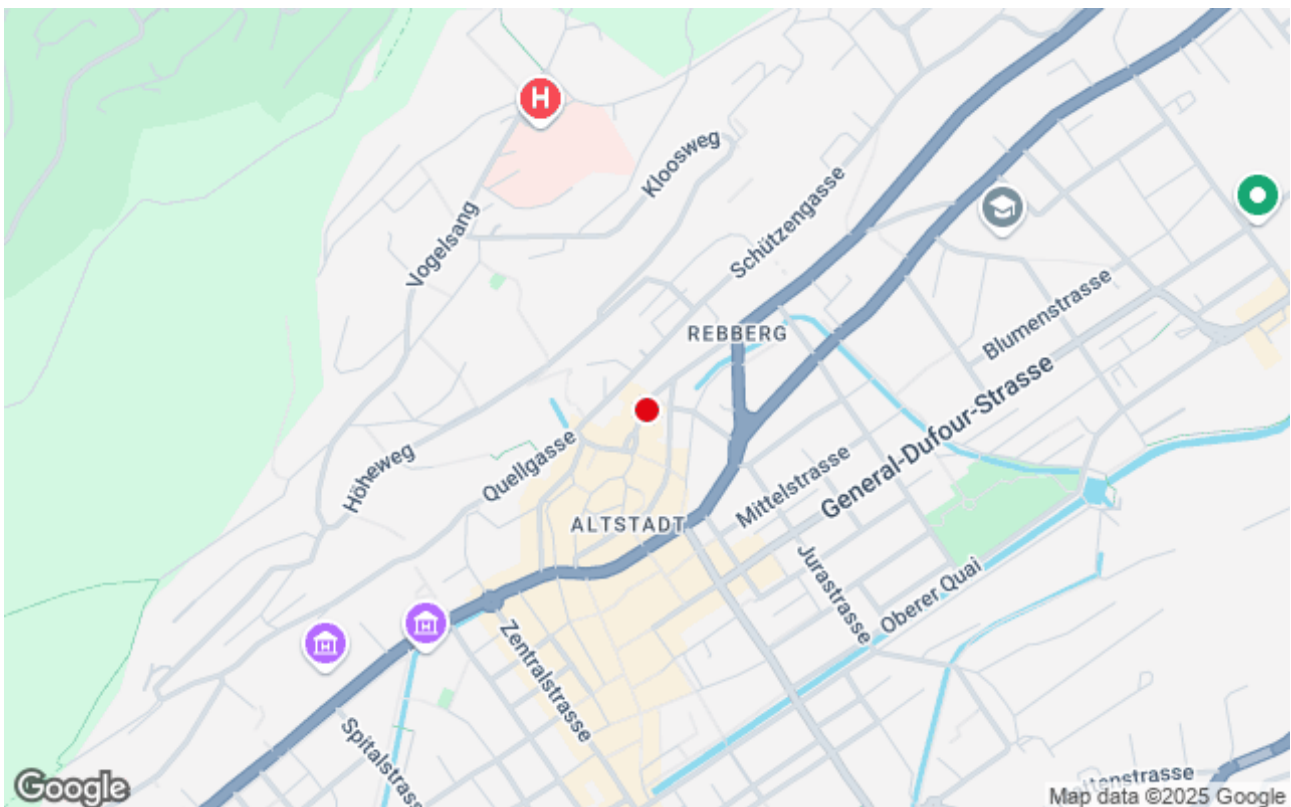 H
Kloosweg
Vogelsang
Schützengasse
REBBERG
Blumenstrasse
General-Dufour-Strasse
Höheweg
Quellgasse
Mittelstrasse
ALTSTADT
Jurastrasse
Oberer Quai
Zentralstrasse
Spitalstrass
Google
Map data ©2025 Google